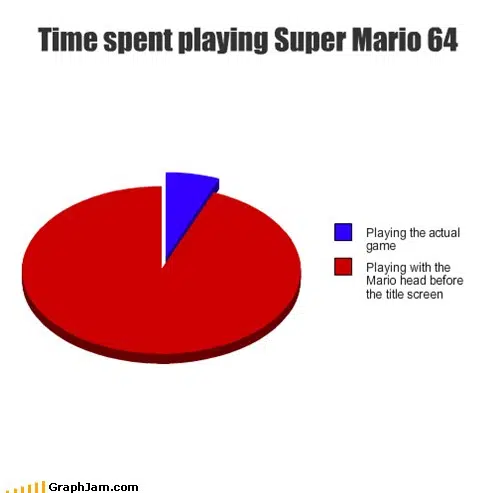 Time spent playing Super Mario 64
Playing the actual
game
Playing with the
Mario head before
the title screen
GraphJam.com